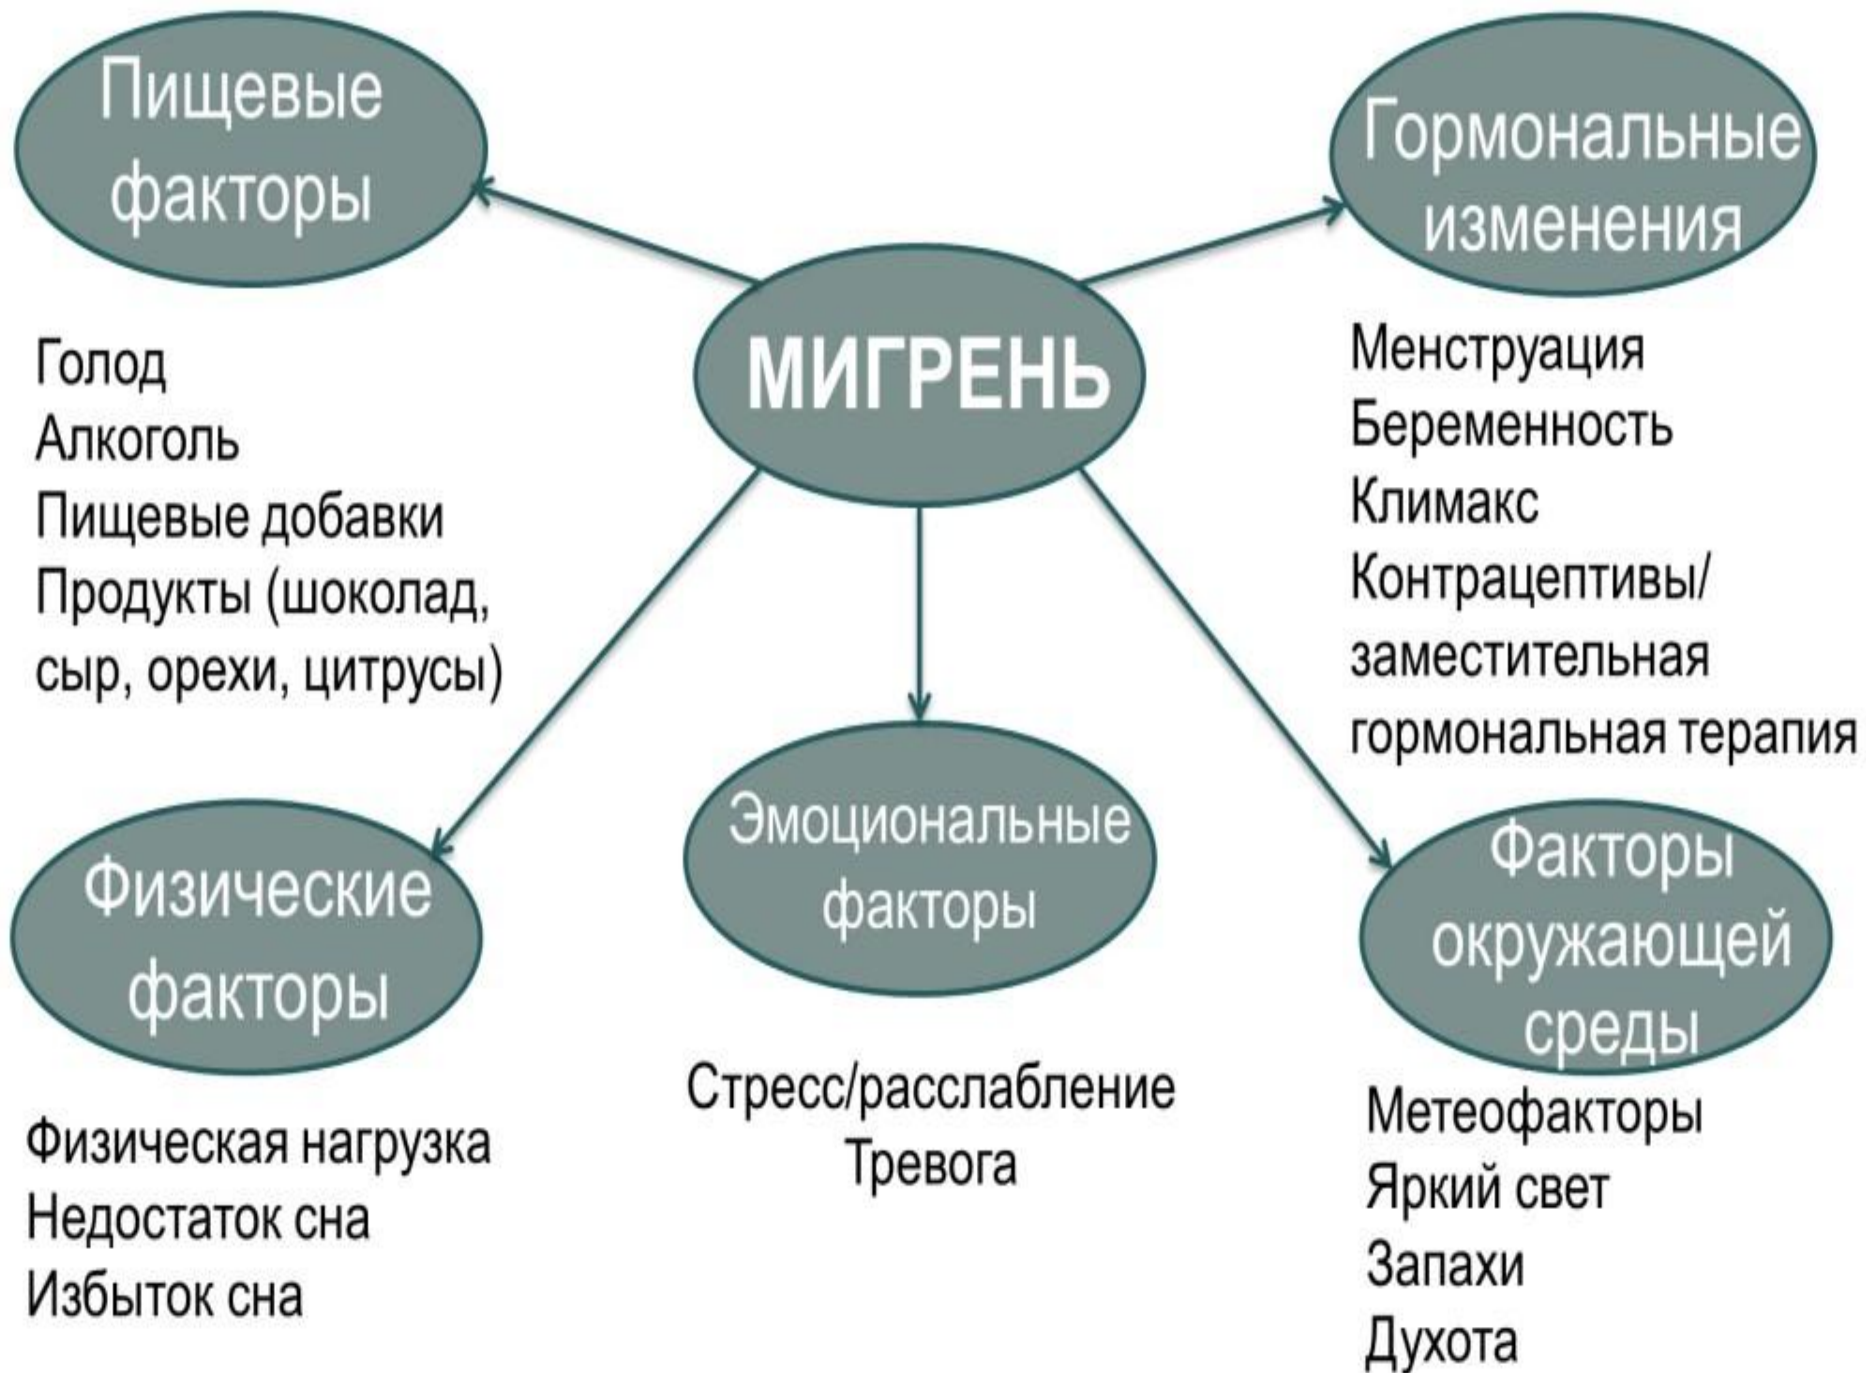 Пищевые
факторы
Голод
Алкоголь
Пищевые добавки
Продукты (шоколад,
сыр, орехи, цитрусы)
МИГРЕНЬ
Гормональные
изменения
Менструация
Беременность
Климакс
Контрацептивы/
заместительная
гормональная терапия
Физические
факторы
Физическая нагрузка
Недостаток сна
Избыток сна
Эмоциональные
факторы
Стресс/расслабление
Тревога
Факторы
окружающей
среды
Метеофакторы
Яркий свет
Запахи
Духота